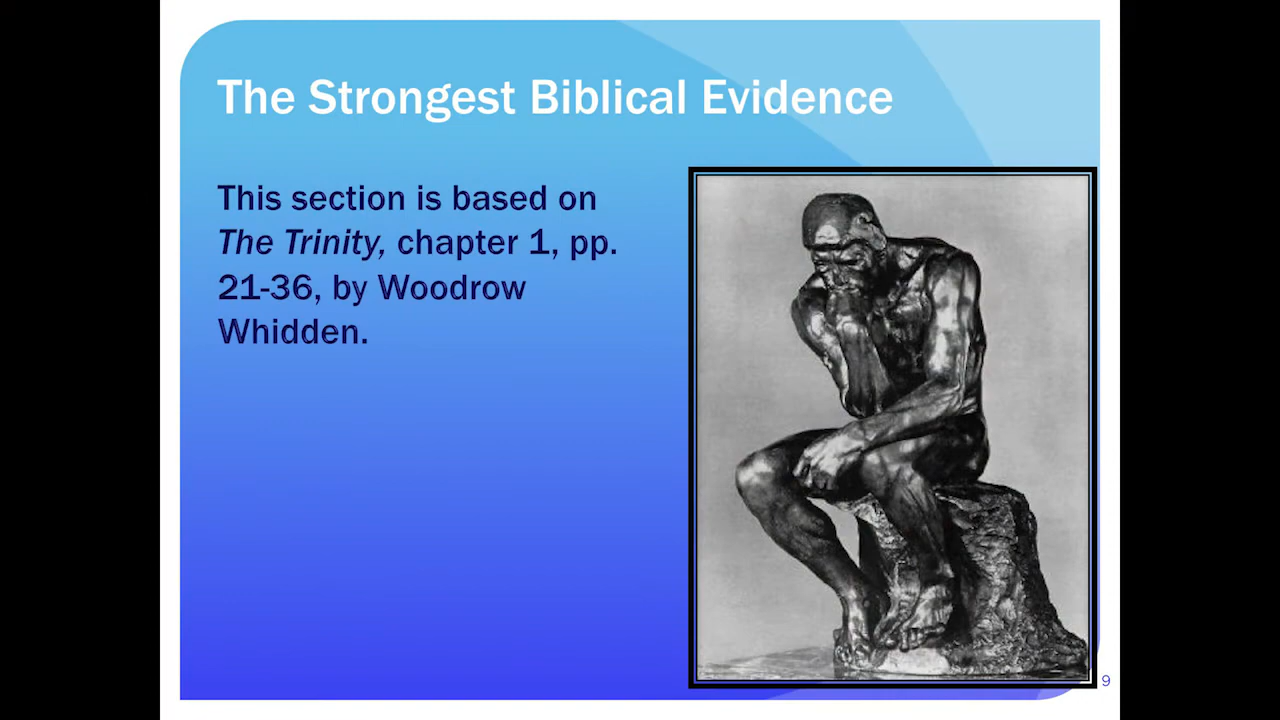 The Strongest Biblical Evidence
This section is based on
The Trinity, chapter 1, pp.
21-36, by Woodrow
Whidden.
9